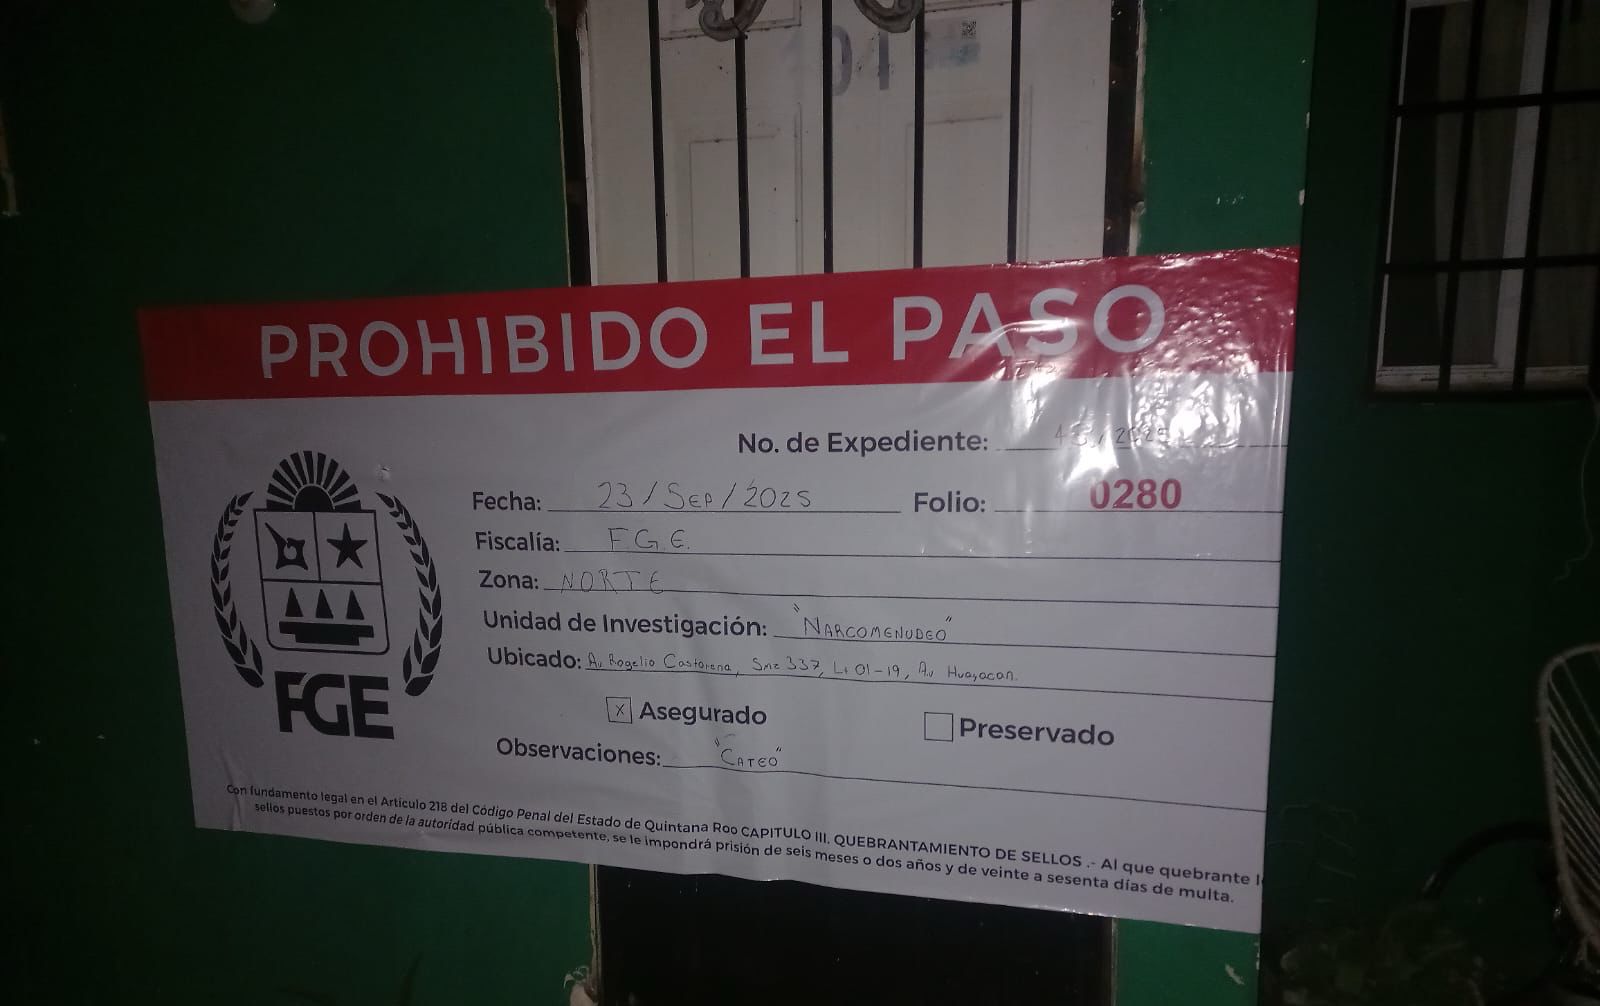 PROHIBIDO EL PASO
No. de Expediente:
Fecha: 23/SEP/2025 Folio: 0280
Fiscalía: F.G.E.
Zona: NORTE
Unidad de Investigación: "NARCOMENUDEO"
Ubicado: Av Rogelio Castorena, Smz 337, Lt 01-19, Av Huayacan.
X Asegurado Preservado
Observaciones: "CATEO"
FGE
Con fundamento legal en el Artículo 218 del Código Penal del Estado de Quintana Roo CAPITULO III. QUEBRANTAMIENTO DE SELLOS .- Al que quebrante
sellos puestos por orden de la autoridad pública competente, se le impondrá prisión de seis meses o dos años y de veinte a sesenta días de multa.